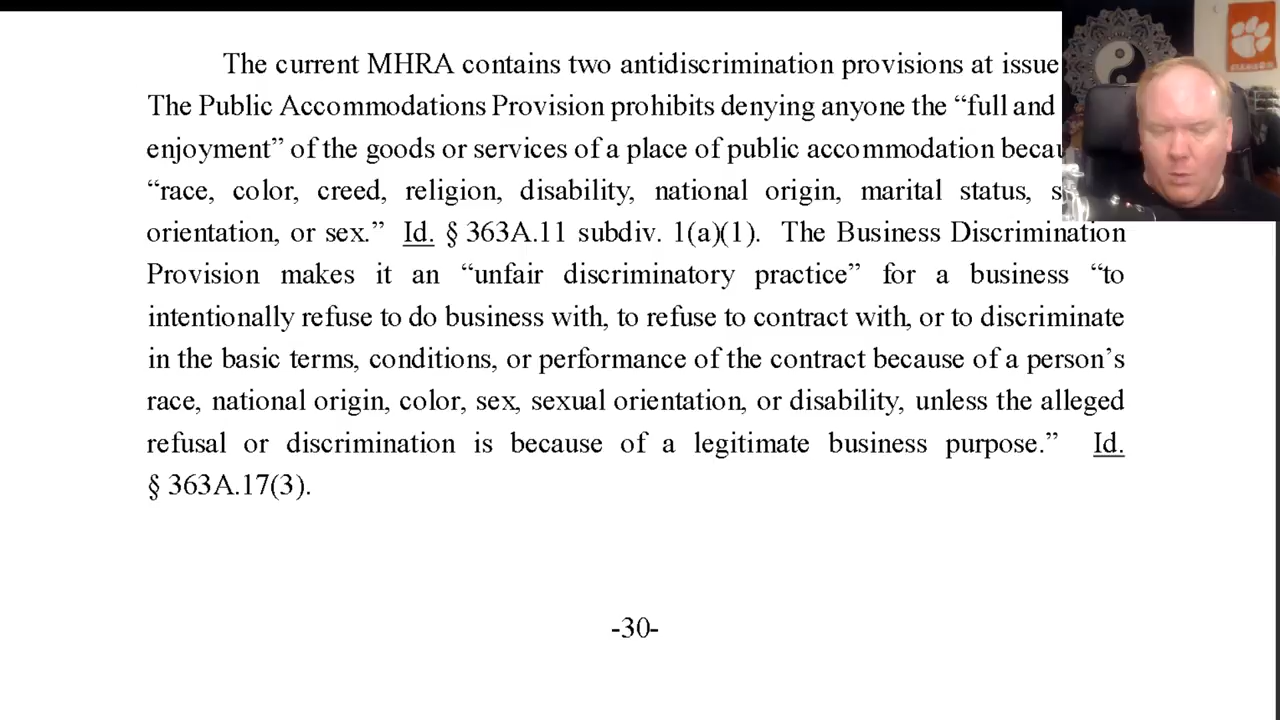 The current MHRA contains two antidiscrimination provisions at issue
The Public Accommodations Provision prohibits denying anyone the “full and
enjoyment” of the goods or services of a place of public accommodation becau
“race, color, creed, religion, disability, national origin, marital status, s
orientation, or sex.” Id. § 363A.11 subdiv. 1(a)(1). The Business Discrimination
Provision makes it an “unfair discriminatory practice” for a business “to
intentionally refuse to do business with, to refuse to contract with, or to discriminate
in the basic terms, conditions, or performance of the contract because of a person’s
race, national origin, color, sex, sexual orientation, or disability, unless the alleged
refusal or discrimination is because of a legitimate business purpose.” Id.
§ 363A.17(3).
-30-